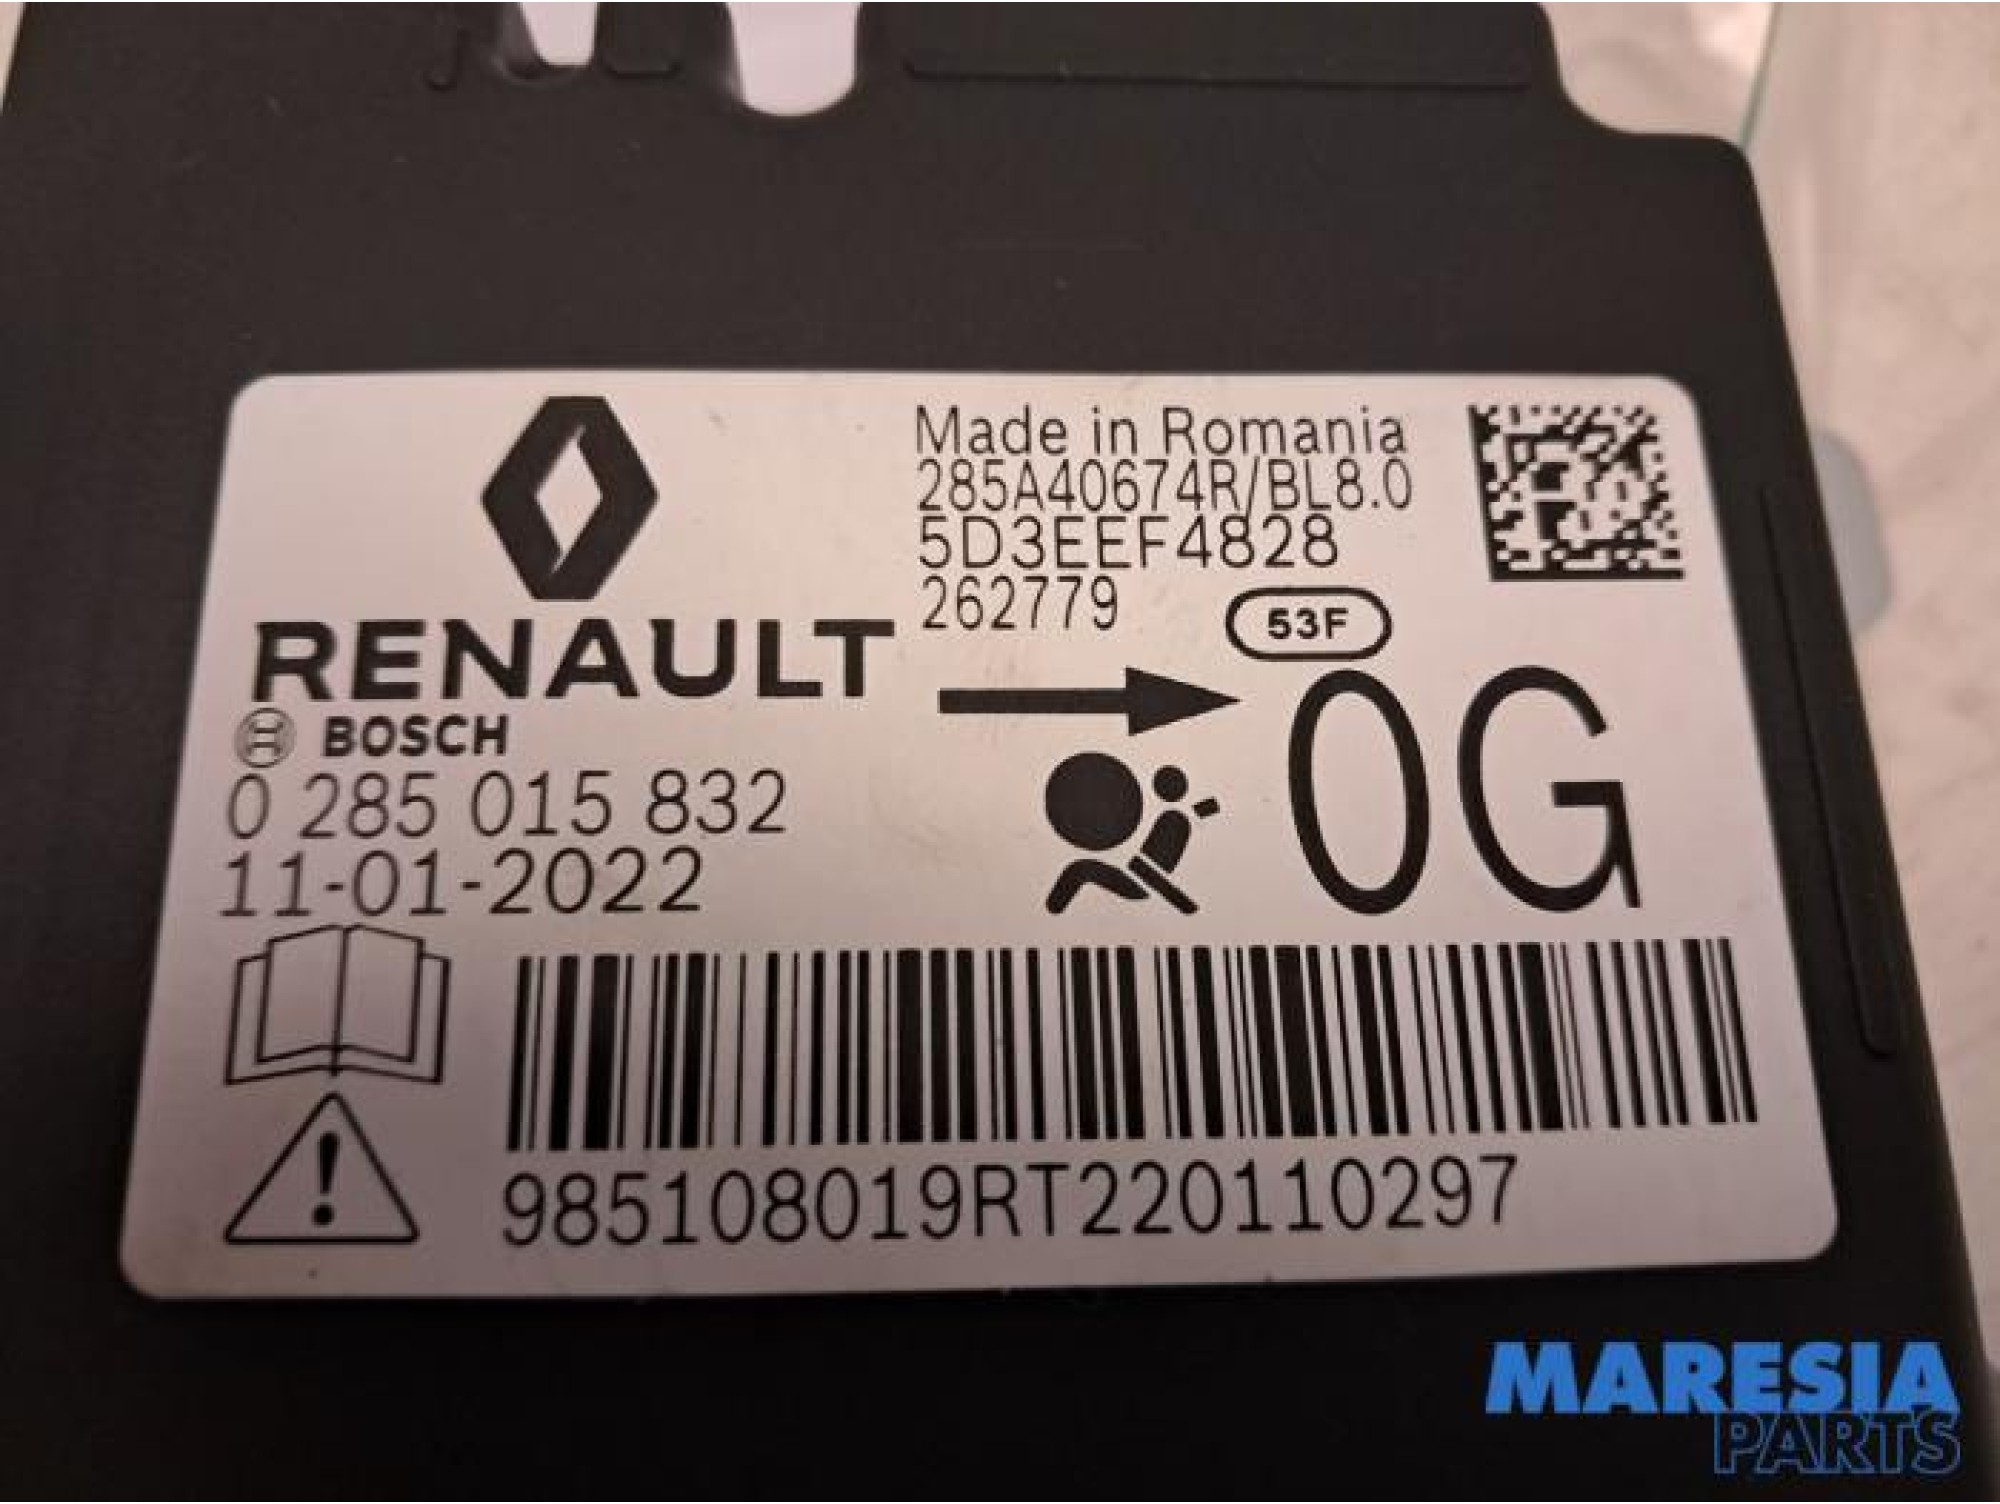 RENAULT
BOSCH
0 285 015 832
11-01-2022
Made in Romania
285A40674R/BL8.0
5D3EEF4828
262779
53F
0G
985108019RT220110297
MARESIA
PARTS